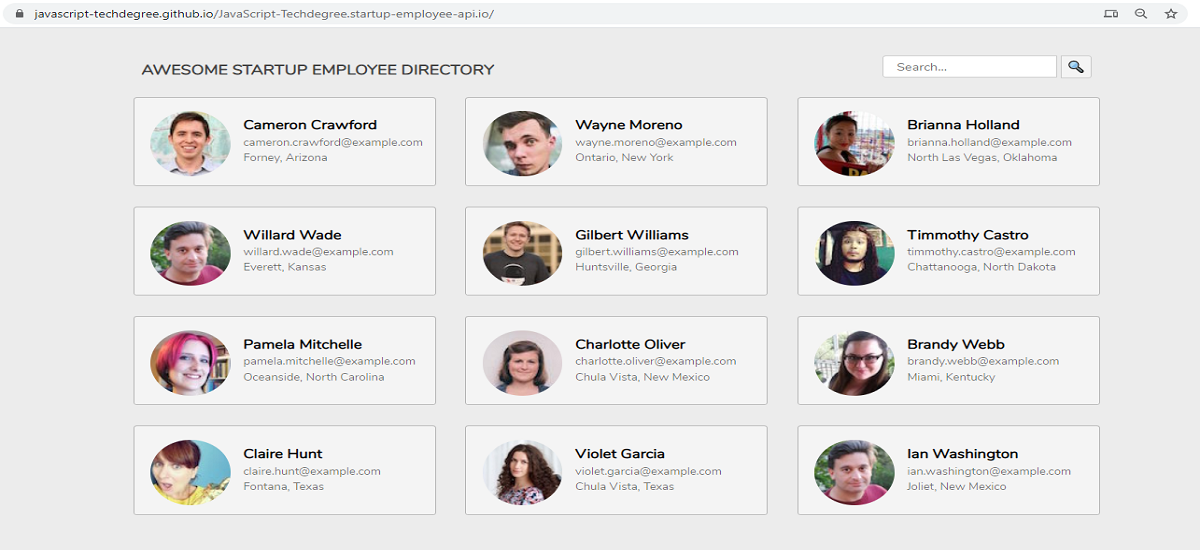 javascript-techdegree.github.io/JavaScript-Techdegree.startup-employee-api.io/
AWESOME STARTUP EMPLOYEE DIRECTORY
Search...
Cameron Crawford
cameron.crawford@example.com
Forney, Arizona
Wayne Moreno
wayne.moreno@example.com
Ontario, New York
Brianna Holland
brianna.holland@example.com
North Las Vegas, Oklahoma
Willard Wade
willard.wade@example.com
Everett, Kansas
Gilbert Williams
gilbert.williams@example.com
Huntsville, Georgia
Timmothy Castro
timmothy.castro@example.com
Chattanooga, North Dakota
Pamela Mitchelle
pamela.mitchelle@example.com
Oceanside, North Carolina
Charlotte Oliver
charlotte.oliver@example.com
Chula Vista, New Mexico
Brandy Webb
brandy.webb@example.com
Miami, Kentucky
Claire Hunt
claire.hunt@example.com
Fontana, Texas
Violet Garcia
violet.garcia@example.com
Chula Vista, Texas
Ian Washington
ian.washington@example.com
Joliet, New Mexico